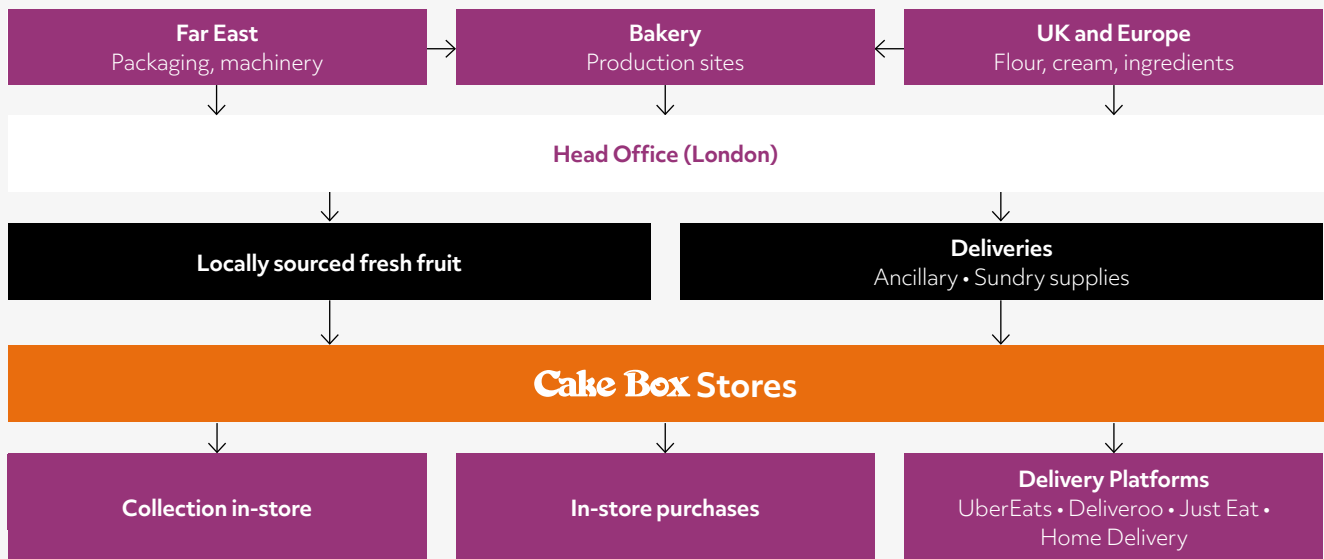 Far East
Packaging, machinery
Bakery
Production sites
UK and Europe
Flour, cream, ingredients
Head Office (London)
Locally sourced fresh fruit
Deliveries
Ancillary • Sundry supplies
Cake Box Stores
Collection in-store
In-store purchases
Delivery Platforms
UberEats • Deliveroo • Just Eat •
Home Delivery